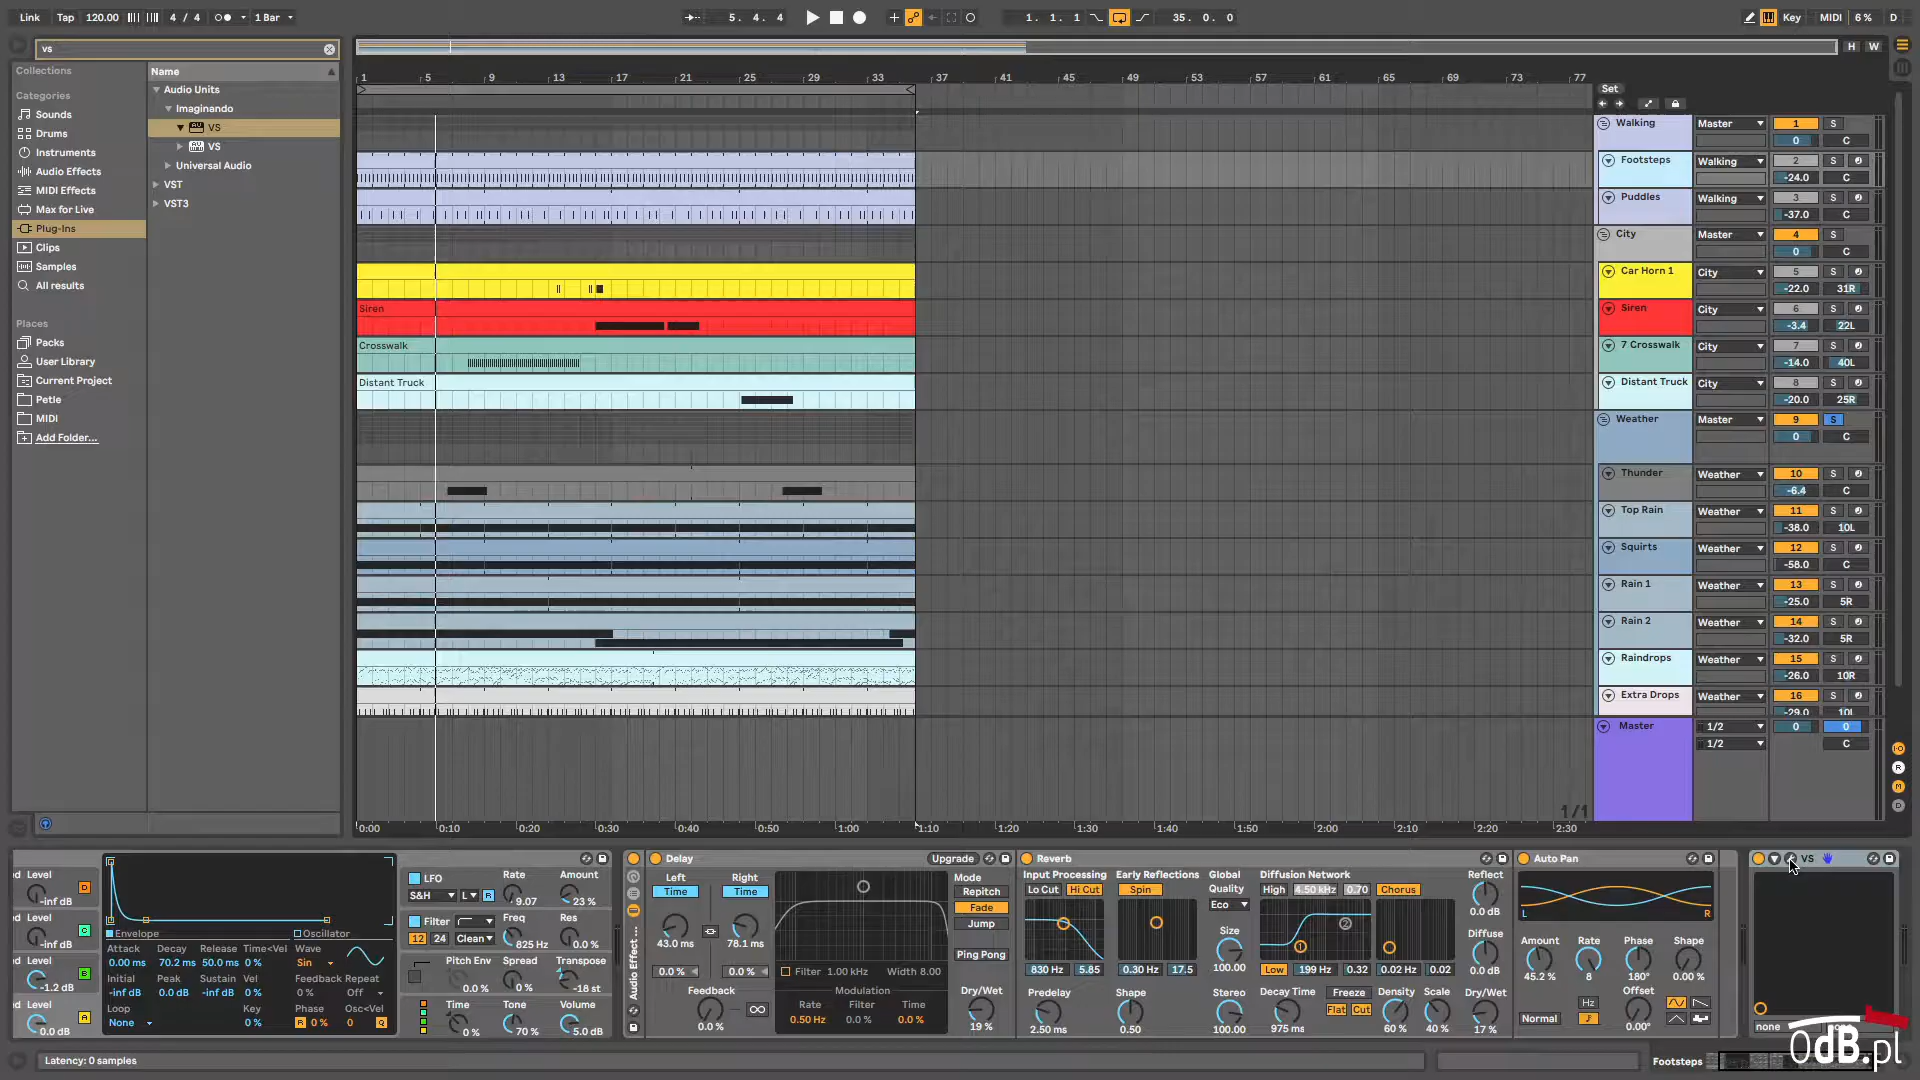 Link Tap 120.00 4 / 4 1 Bar 5. 4. 4 1. 1. 1 35. 0. 0 Key MIDI 6 % D
vs
H W
Collections
Name
1 5 9 13 17 21 25 29 33 37 41 45 49 53 57 61 65 69 73 77
Categories
Sounds
Drums
Instruments
Audio Effects
MIDI Effects
Max for Live
Plug-Ins
Clips
Samples
All results
Places
Packs
User Library
Current Project
Petle
MIDI
Add Folder...
Audio Units
Imaginando
VS
VS
Universal Audio
VST
VST3
Siren
Crosswalk
Distant Truck
Set
Walking Master 1 S
0 C
Footsteps Walking 2 S
-24.0 C
Puddles Walking 3 S
-37.0 C
City Master 4 S
0 C
Car Horn 1 City 5 S
-22.0 31R
Siren City 6 S
-3.4 22L
7 Crosswalk City 7 S
-14.0 40L
Distant Truck City 8 S
-20.0 25R
Weather Master 9 S
0 C
Thunder Weather 10 S
-6.4 C
Top Rain Weather 11 S
-38.0 10L
Squirts Weather 12 S
-58.0 C
Rain 1 Weather 13 S
-25.0 5R
Rain 2 Weather 14 S
-32.0 5R
Raindrops Weather 15 S
-26.0 10R
Extra Drops Weather 16 S
-29.0 10L
Master 1/2 0 0
1/2 C
1/1
0:00 0:10 0:20 0:30 0:40 0:50 1:00 1:10 1:20 1:30 1:40 1:50 2:00 2:10 2:20 2:30
Level
-inf dB D
Level
-inf dB C
Level
-1.2 dB B
Level
0.0 dB A
Envelope Oscillator
Attack Decay Release Time<Vel Wave
0.00 ms 70.2 ms 50.0 ms 0 % Sin
Initial Peak Sustain Vel Feedback Repeat
-inf dB 0.0 dB -inf dB 0 % 0 % Off
Loop Key Phase Osc<Vel
None 0 % R 0 % 0 Q
LFO Rate Amount
S&H L R 9.07 23 %
Filter Freq Res
12 24 Clean 825 Hz 0.0 %
Pitch Env Spread Transpose
0.0 % 0 % -18 st
Time Tone Volume
0 % 70 % 5.0 dB
Audio Effect ...
Delay Upgrade
Left Right Mode
Time Time Repitch
Fade
Jump
43.0 ms 78.1 ms
Ping Pong
0.0 % 0.0 % Filter 1.00 kHz Width 8.00
Feedback Modulation Dry/Wet
Rate Filter Time
0.0 % 0.50 Hz 0.0 % 0.0 % 19 %
Reverb
Input Processing Early Reflections Global Diffusion Network Reflect
Lo Cut Hi Cut Spin Quality High 4.50 kHz 0.70 Chorus
Eco 0.0 dB
Size Diffuse
830 Hz 5.85 0.30 Hz 17.5 100.00 Low 199 Hz 0.32 0.02 Hz 0.02 0.0 dB
Predelay Shape Stereo Decay Time Freeze Density Scale Dry/Wet
Flat Cut
2.50 ms 0.50 100.00 975 ms 60 % 40 % 17 %
Auto Pan
L R
Amount Rate Phase Shape
45.2 % 8 180° 0.00 %
Hz Offset
Normal 0.00°
VS
none
0dB.pl
Latency: 0 samples
Footsteps